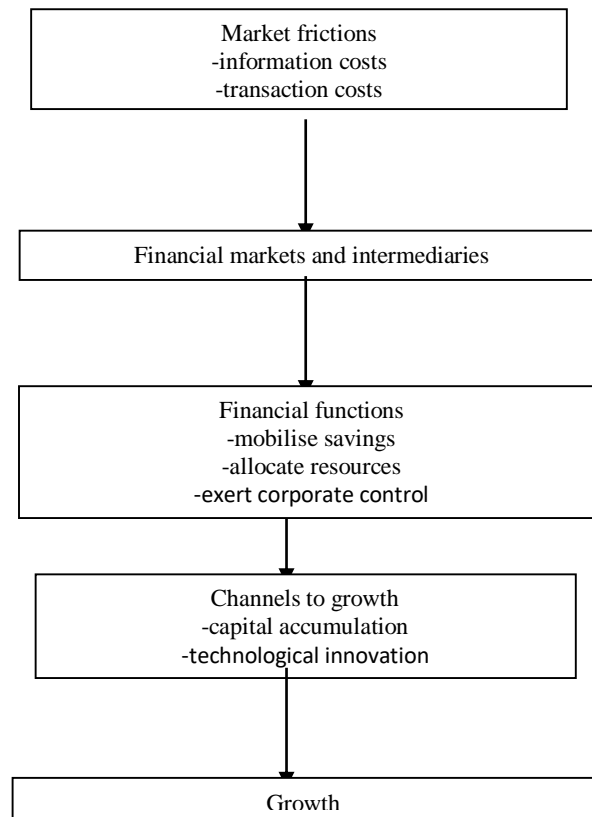 Market frictions
-information costs
-transaction costs
Financial markets and intermediaries
Financial functions
-mobilise savings
-allocate resources
-exert corporate control
Channels to growth
-capital accumulation
-technological innovation
Growth